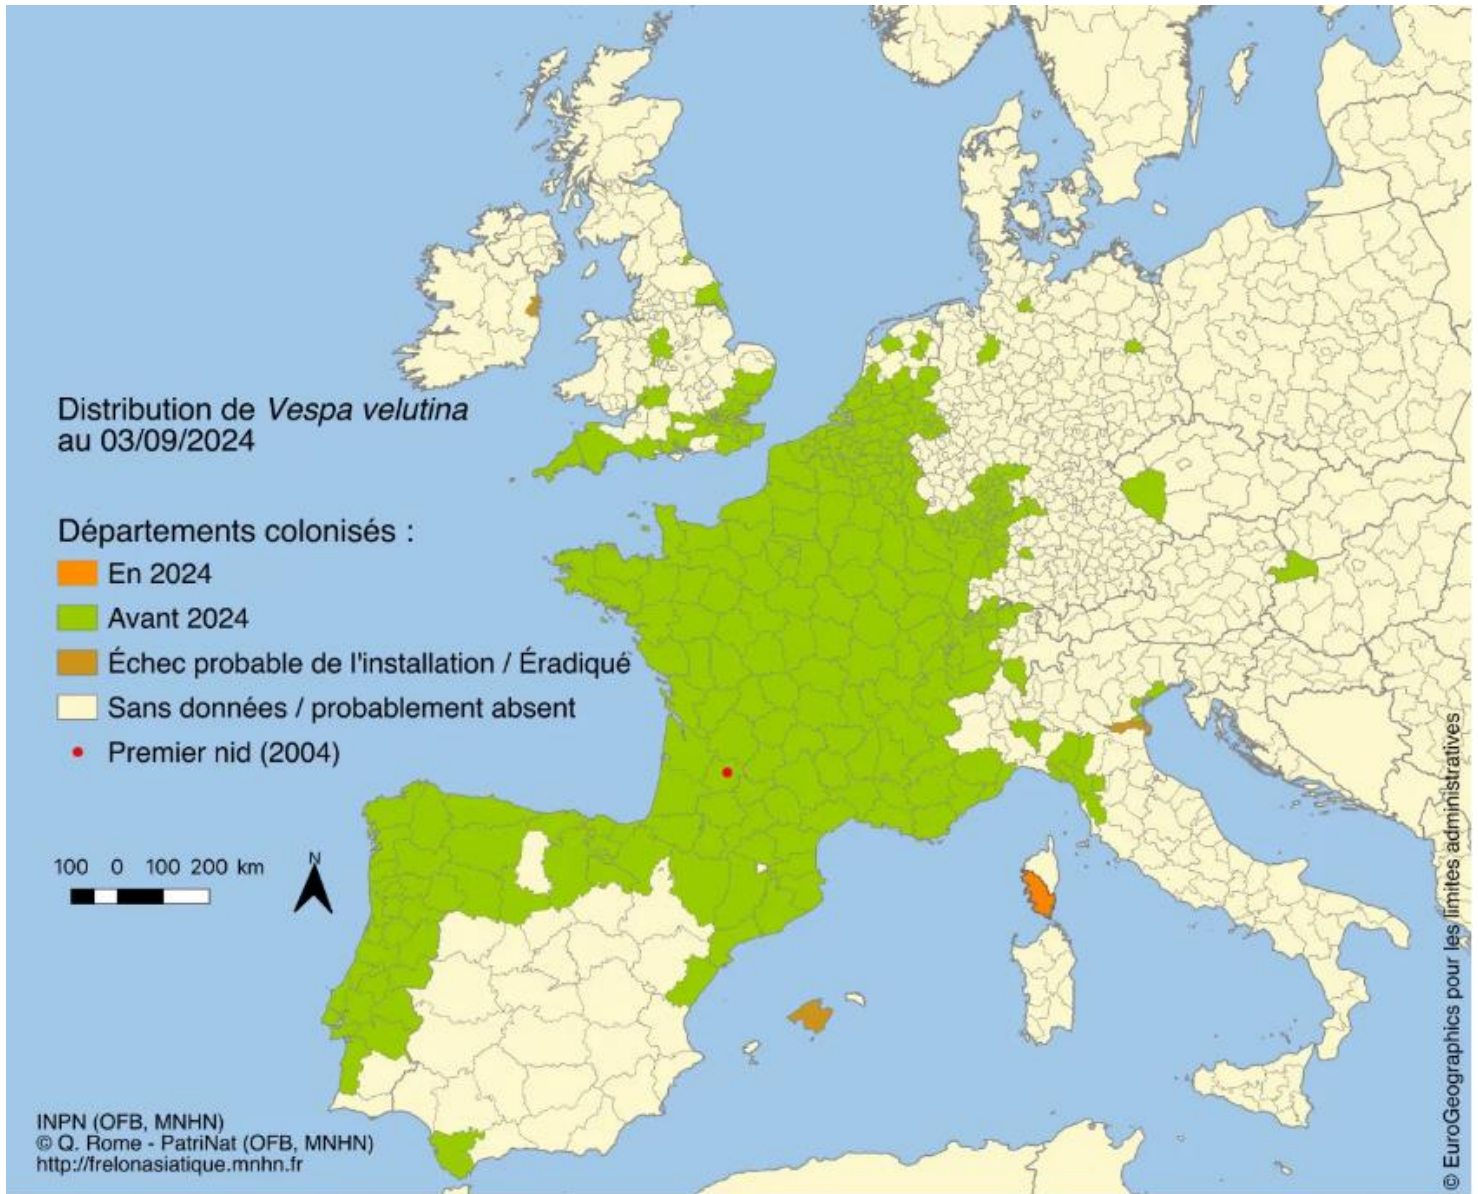 Distribution de Vespa velutina
au 03/09/2024
Départements colonisés :
En 2024
Avant 2024
Échec probable de l'installation / Éradiqué
Sans données / probablement absent
Premier nid (2004)
100 0 100 200 km
N
INPN (OFB, MNHN)
© Q. Rome - PatriNat (OFB, MNHN)
http://frelonasiatique.mnhn.fr
© EuroGeographics pour les limites administratives